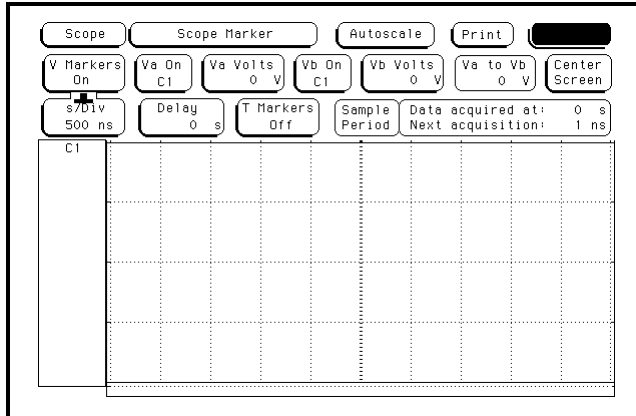 Scope Scope Marker Autoscale Print
V Markers Va On Va Volts Vb On Vb Volts Va to Vb Center
On C1 0 V C1 0 V 0 V Screen
s/Div Delay T Markers Sample Data acquired at: 0 s
500 ns 0 s Off Period Next acquisition: 1 ns
C1